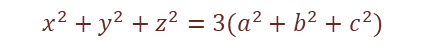 x² + y² + z² = 3(a² + b² + c²)